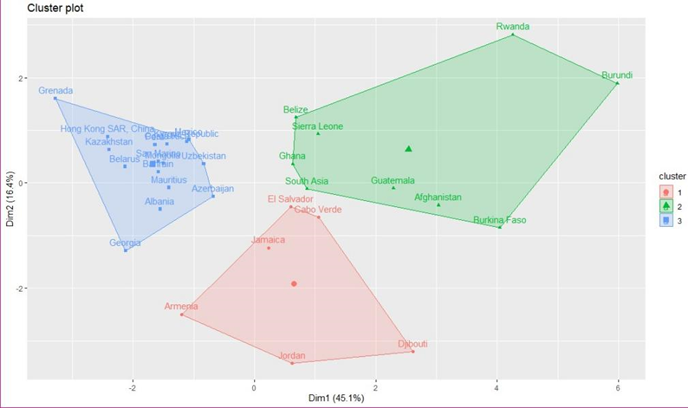 Cluster plot
Rwanda
Burundi
Grenada
Belize
Hong Kong SAR, China
Republic
Sierra Leone
Kazakhstan
Belarus
Uzbekistan
Ghana
Bahrain
Mauritius
South Asia
Guatemala
Azerbaijan
Afghanistan
Albania
El Salvador
Cabo Verde
Burkina Faso
Georgia
Jamaica
Armenia
Djibouti
Jordan
cluster
1
2
3
2
0
-2
-2
0
2
4
6
Dim1 (45.1%)
Dim2 (16.4%)